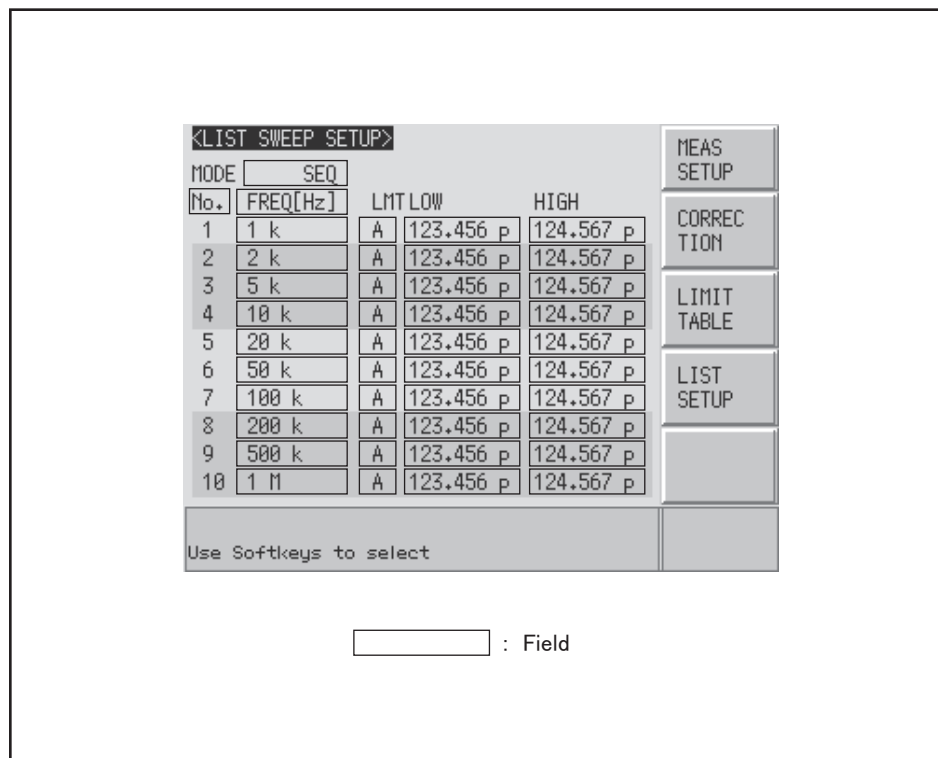 <LIST SWEEP SETUP>
MODE SEQ
No. FREQ[Hz] LMT LOW HIGH
1 1 k A 123.456 p 124.567 p
2 2 k A 123.456 p 124.567 p
3 5 k A 123.456 p 124.567 p
4 10 k A 123.456 p 124.567 p
5 20 k A 123.456 p 124.567 p
6 50 k A 123.456 p 124.567 p
7 100 k A 123.456 p 124.567 p
8 200 k A 123.456 p 124.567 p
9 500 k A 123.456 p 124.567 p
10 1 M A 123.456 p 124.567 p
MEAS
SETUP
CORREC
TION
LIMIT
TABLE
LIST
SETUP
Use Softkeys to select
: Field